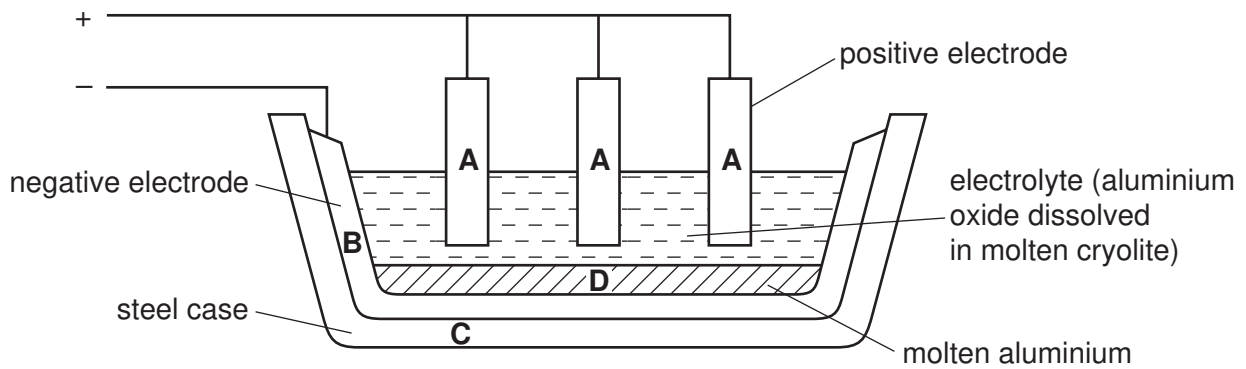 +
positive electrode
−
A A A
negative electrode
electrolyte (aluminium
oxide dissolved
in molten cryolite)
B
D
steel case
C
molten aluminium